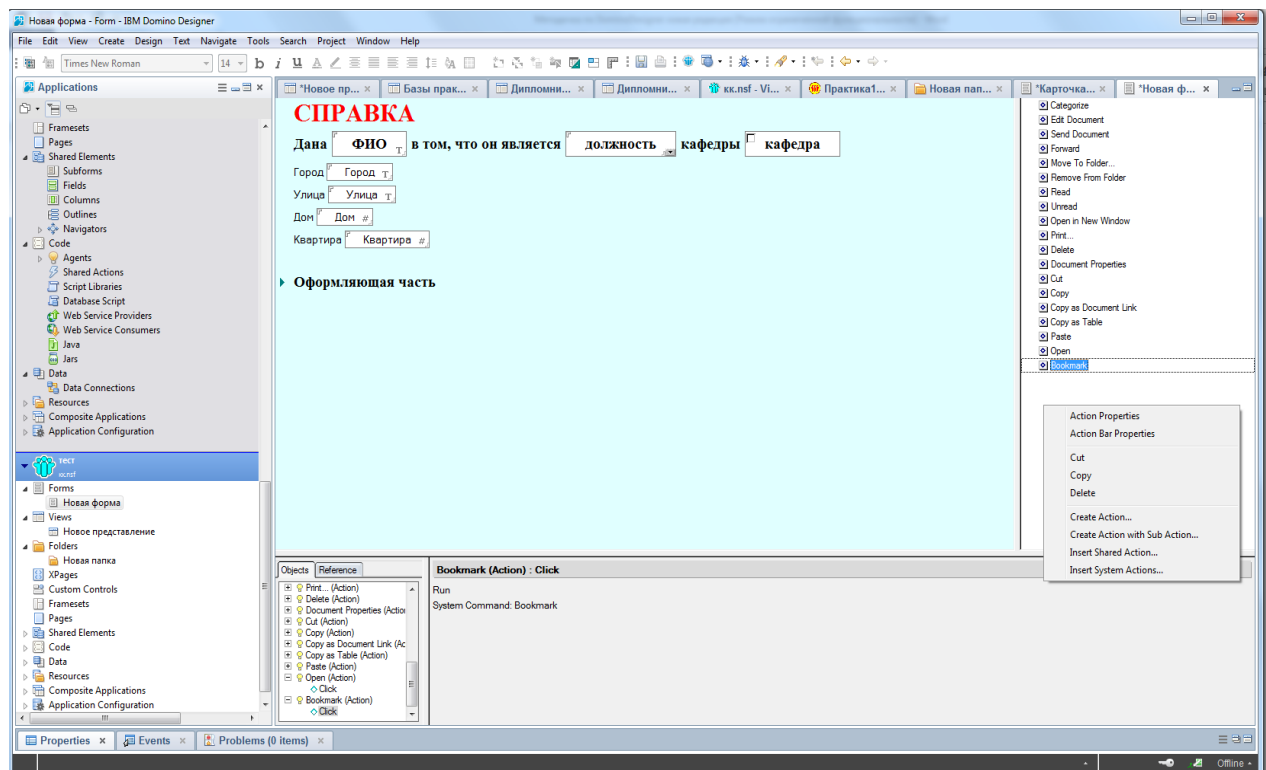 Новая форма - Form - IBM Domino Designer
File Edit View Create Design Text Navigate Tools Search Project Window Help
Times New Roman 14 b i U A
Applications
*Новое пр... Базы прак... Дипломни... Дипломни... кк.nsf - Vi... Практика1... Новая пап... *Карточка... *Новая ф...
Framesets
Pages
Shared Elements
Subforms
Fields
Columns
Outlines
Navigators
Code
Agents
Shared Actions
Script Libraries
Database Script
Web Service Providers
Web Service Consumers
Java
Jars
Data
Data Connections
Resources
Composite Applications
Application Configuration
тест
кк.nsf
Forms
Новая форма
Views
Новое представление
Folders
Новая папка
XPages
Custom Controls
Framesets
Pages
Shared Elements
Code
Data
Resources
Composite Applications
Application Configuration
СПРАВКА
Дана ФИО T в том, что он является должность кафедры кафедра
Город Город T
Улица Улица T
Дом Дом #
Квартира Квартира #
Оформляющая часть
Categorize
Edit Document
Send Document
Forward
Move To Folder...
Remove From Folder
Read
Unread
Open in New Window
Print...
Delete
Document Properties
Cut
Copy
Copy as Document Link
Copy as Table
Paste
Open
Bookmark
Action Properties
Action Bar Properties
Cut
Copy
Delete
Create Action...
Create Action with Sub Action...
Insert Shared Action...
Insert System Actions...
Objects Reference
Print... (Action)
Delete (Action)
Document Properties (Action
Cut (Action)
Copy (Action)
Copy as Document Link (Ac
Copy as Table (Action)
Paste (Action)
Open (Action)
Click
Bookmark (Action)
Click
Bookmark (Action) : Click
Run
System Command: Bookmark
Properties Events Problems (0 items)
Offline